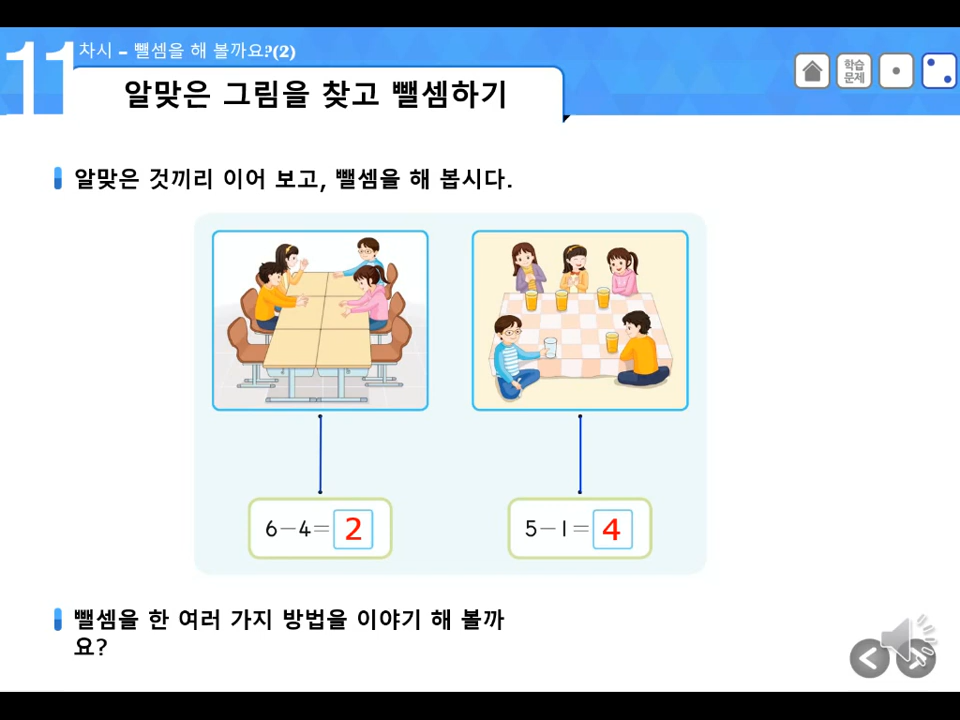 11
차시 – 뺄셈을 해 볼까요?(2)
학습
문제
알맞은 그림을 찾고 뺄셈하기
알맞은 것끼리 이어 보고, 뺄셈을 해 봅시다.
6－4＝2
5－1＝4
뺄셈을 한 여러 가지 방법을 이야기 해 볼까
요?